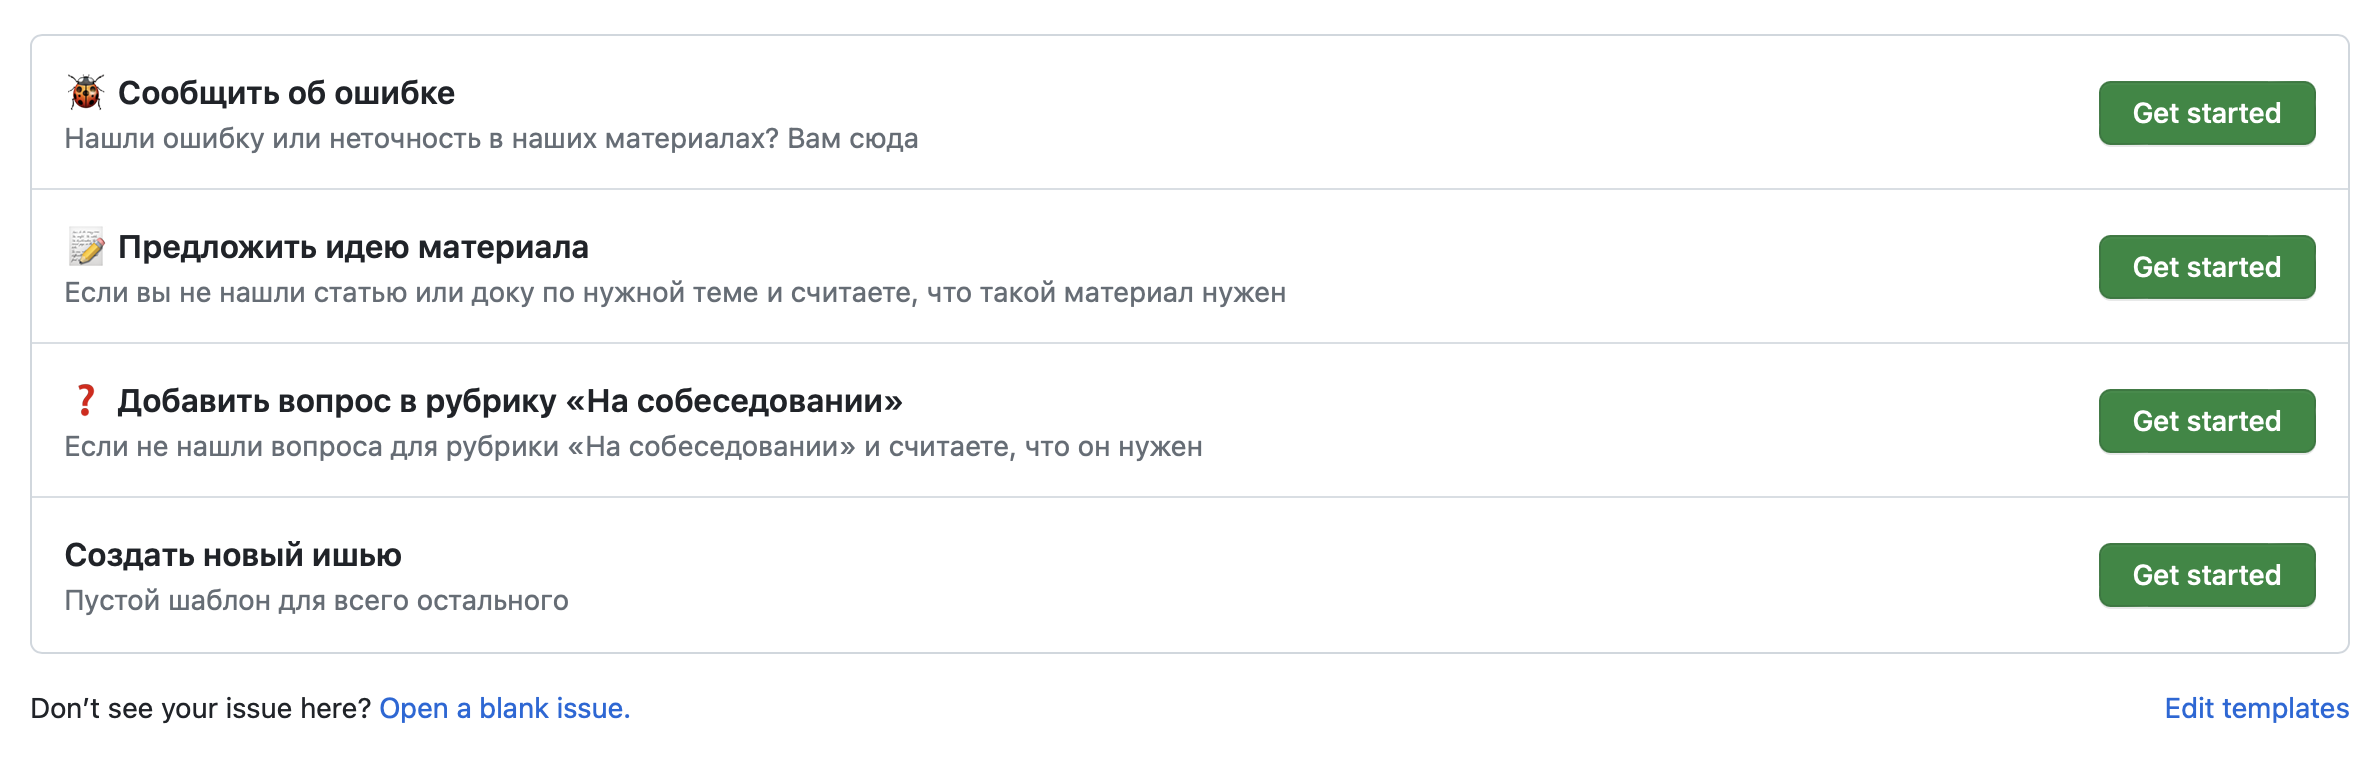 🐞 Сообщить об ошибке
Нашли ошибку или неточность в наших материалах? Вам сюда
Get started
📝 Предложить идею материала
Если вы не нашли статью или доку по нужной теме и считаете, что такой материал нужен
Get started
❓ Добавить вопрос в рубрику «На собеседовании»
Если не нашли вопроса для рубрики «На собеседовании» и считаете, что он нужен
Get started
Создать новый ишью
Пустой шаблон для всего остального
Get started
Don’t see your issue here? Open a blank issue.
Edit templates